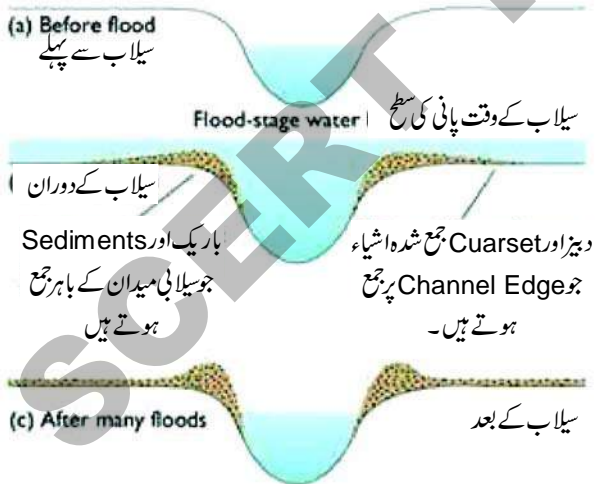 (a) Before flood
سیلاب سے پہلے
Flood-stage water
سیلاب کے وقت پانی کی سطح
سیلاب کے دوران
باریک اور Sediments
جو سیلابی میدان کے باہر جمع
ہوتے ہیں
دبیز اور Cuarset جمع شدہ اشیاء
جو Channel Edge پر جمع
ہوتے ہیں۔
(c) After many floods
سیلاب کے بعد
SCERT